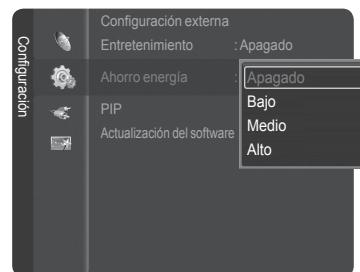 Configuración
Configuración externa
Entretenimiento : Apagado
Ahorro energía : Apagado
Bajo
Medio
Alto
PIP
Actualización del software